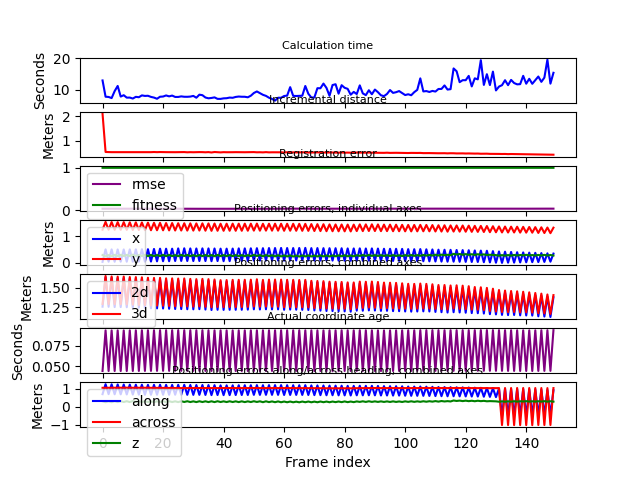 Calculation time
20
10
Seconds
Incremental distance
2
1
Meters
Registration error
1
0
rmse
fitness
Positioning errors, individual axes
1
0
Meters
x
y
Positioning errors, combined axes
1.50
1.25
Meters
2d
3d
Actual coordinate age
0.075
0.050
Seconds
Positioning errors along/across heading, combined axes
1
0
−1
Meters
along
across
z
0 20 40 60 80 100 120 140
Frame index